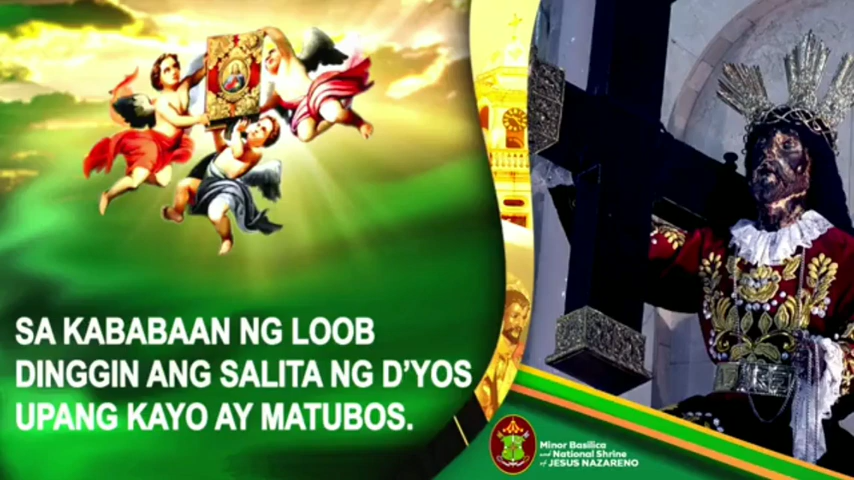 SA KABABAAN NG LOOB
DINGGIN ANG SALITA NG D'YOS
UPANG KAYO AY MATUBOS.
Minor Basilica
and National Shrine
of JESUS NAZARENO